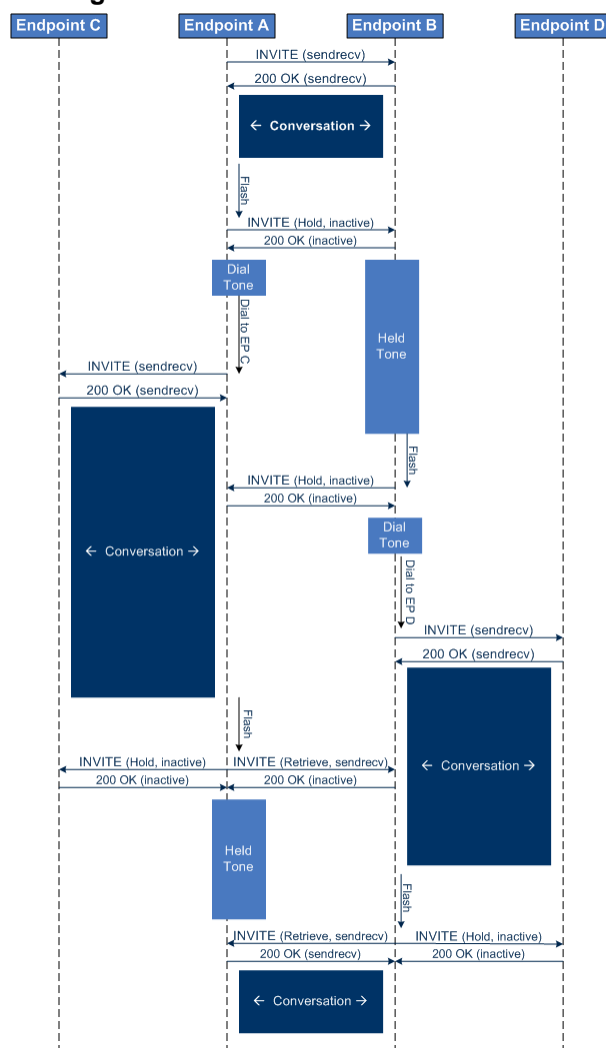 Endpoint C Endpoint A Endpoint B Endpoint D
INVITE (sendrecv)
200 OK (sendrecv)
← Conversation →
Flash
INVITE (Hold, inactive)
200 OK (inactive)
Dial
Tone
Held
Tone
Dial to EP C
INVITE (sendrecv)
200 OK (sendrecv)
← Conversation →
Flash
INVITE (Hold, inactive)
200 OK (inactive)
Dial
Tone
Dial to EP D
INVITE (sendrecv)
200 OK (sendrecv)
← Conversation →
Flash
INVITE (Hold, inactive) INVITE (Retrieve, sendrecv)
200 OK (inactive) 200 OK (inactive)
Held
Tone
Flash
INVITE (Retrieve, sendrecv) INVITE (Hold, inactive)
200 OK (sendrecv) 200 OK (inactive)
← Conversation →